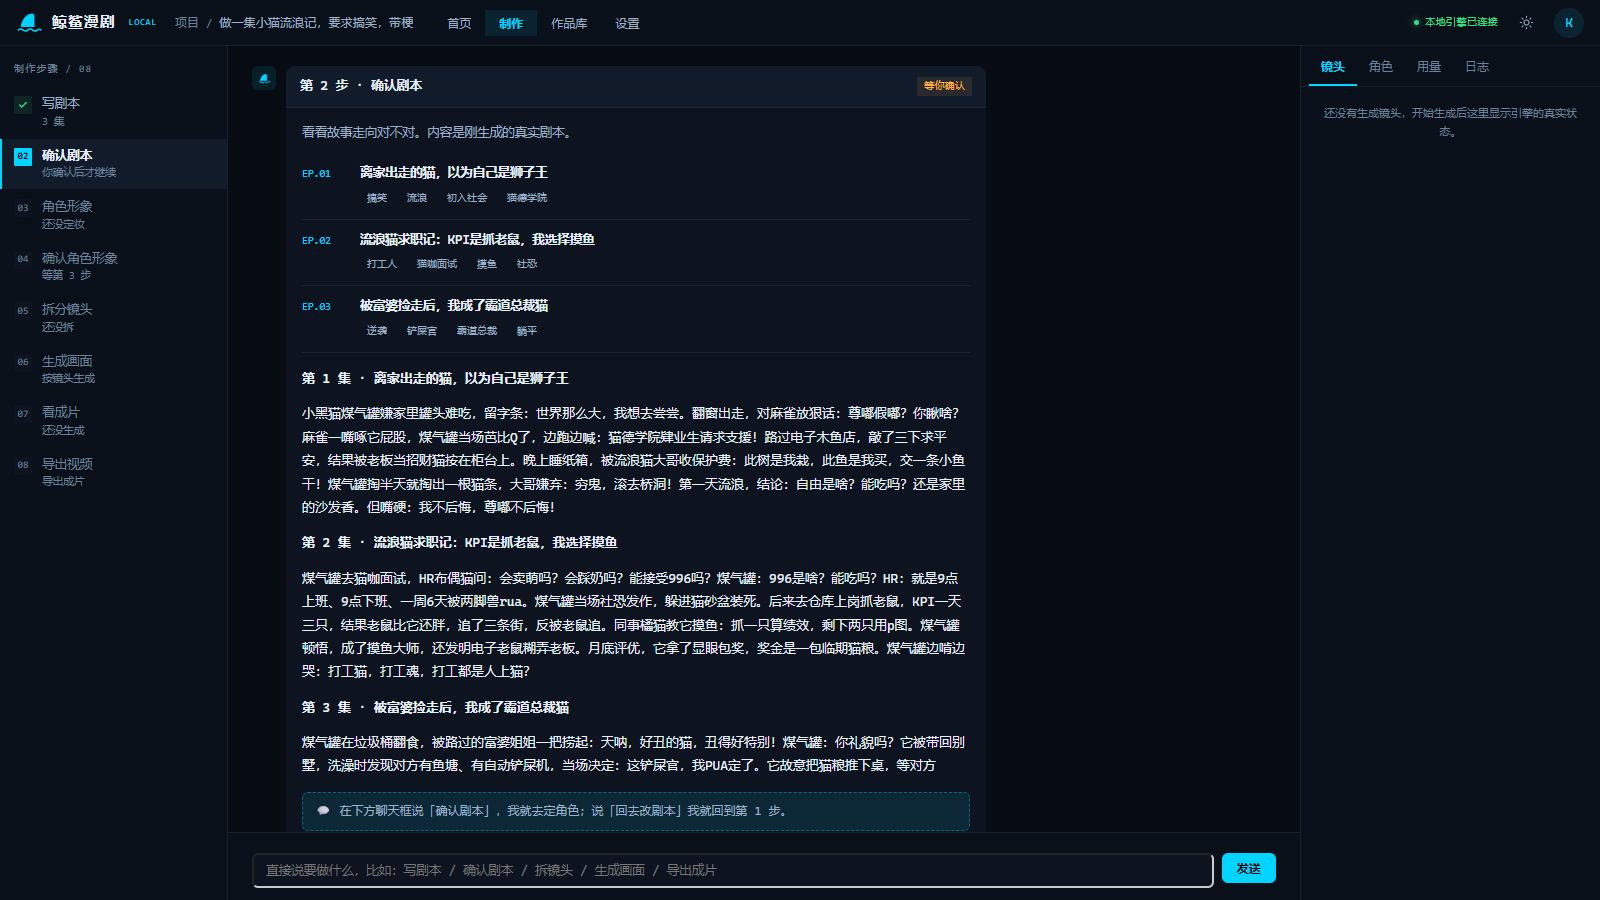 鲸鲨漫剧 LOCAL 项目 / 做一集小猫流浪记，要求搞笑，带梗 首页 制作 作品库 设置 本地引擎已连接 K
制作步骤 / 08
写剧本
3 集
02 确认剧本
你确认后才继续
03 角色形象
还没定妆
04 确认角色形象
等第 3 步
05 拆分镜头
还没拆
06 生成画面
按镜头生成
07 看成片
还没生成
08 导出视频
导出成片
第 2 步 · 确认剧本 等你确认
看看故事走向对不对。内容是刚生成的真实剧本。
EP.01 离家出走的猫，以为自己是狮子王
搞笑 流浪 初入社会 猫德学院
EP.02 流浪猫求职记：KPI是抓老鼠，我选择摸鱼
打工人 猫咖面试 摸鱼 社恐
EP.03 被富婆捡走后，我成了霸道总裁猫
逆袭 铲屎官 霸道总裁 躺平
第 1 集 · 离家出走的猫，以为自己是狮子王
小黑猫煤气罐嫌家里罐头难吃，留字条：世界那么大，我想去尝尝。翻窗出走，对麻雀放狠话：尊嘟假嘟？你瞅啥？
麻雀一嘴啄它屁股，煤气罐当场芭比Q了，边跑边喊：猫德学院肄业生请求支援！路过电子木鱼店，敲了三下求平
安，结果被老板当招财猫按在柜台上。晚上睡纸箱，被流浪猫大哥收保护费：此树是我栽，此鱼是我买，交一条小鱼
干！煤气罐掏半天就掏出一根猫条，大哥嫌弃：穷鬼，滚去桥洞！第一天流浪，结论：自由是啥？能吃吗？还是家里
的沙发香。但嘴硬：我不后悔，尊嘟不后悔！
第 2 集 · 流浪猫求职记：KPI是抓老鼠，我选择摸鱼
煤气罐去猫咖面试，HR布偶猫问：会卖萌吗？会踩奶吗？能接受996吗？煤气罐：996是啥？能吃吗？HR：就是9点
上班、9点下班、一周6天被两脚兽rua。煤气罐当场社恐发作，躲进猫砂盆装死。后来去仓库上岗抓老鼠，KPI一天
三只，结果老鼠比它还胖，追了三条街，反被老鼠追。同事橘猫教它摸鱼：抓一只算绩效，剩下两只用p图。煤气罐
顿悟，成了摸鱼大师，还发明电子老鼠糊弄老板。月底评优，它拿了显眼包奖，奖金是一包临期猫粮。煤气罐边啃边
哭：打工猫，打工魂，打工都是人上猫？
第 3 集 · 被富婆捡走后，我成了霸道总裁猫
煤气罐在垃圾桶翻食，被路过的富婆姐姐一把捞起：天呐，好丑的猫，丑得好特别！煤气罐：你礼貌吗？它被带回别
墅，洗澡时发现对方有鱼塘、有自动铲屎机，当场决定：这铲屎官，我PUA定了。它故意把猫粮推下桌，等对方
在下方聊天框说「确认剧本」，我就去定角色；说「回去改剧本」我就回到第 1 步。
直接说要做什么，比如：写剧本 / 确认剧本 / 拆镜头 / 生成画面 / 导出成片
发送
镜头 角色 用量 日志
还没有生成镜头，开始生成后这里显示引擎的真实状
态。